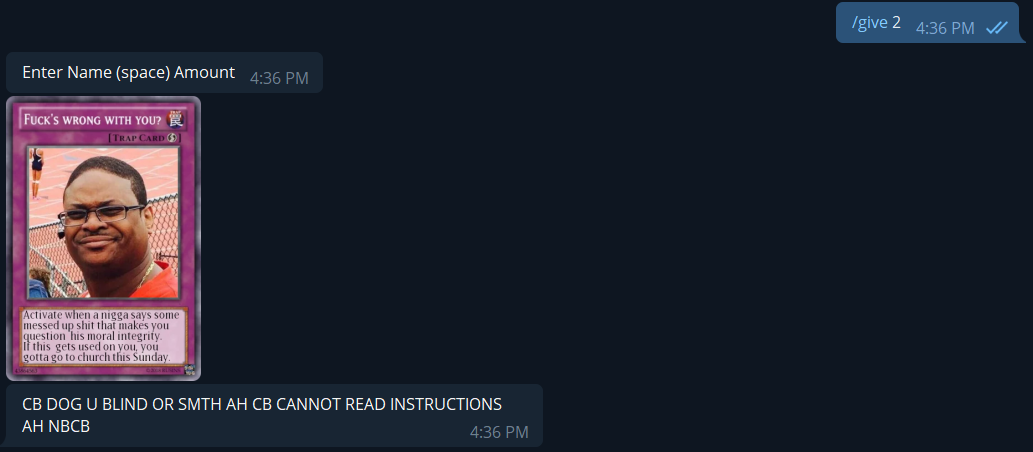 /give 2 4:36 PM
Enter Name (space) Amount 4:36 PM
FUCK'S WRONG WITH YOU?
[TRAP CARD]
Activate when a nigga says some
messed up shit that makes you
question his moral integrity.
If this gets used on you, you
gotta go to church this Sunday.
CB DOG U BLIND OR SMTH AH CB CANNOT READ INSTRUCTIONS
AH NBCB
4:36 PM